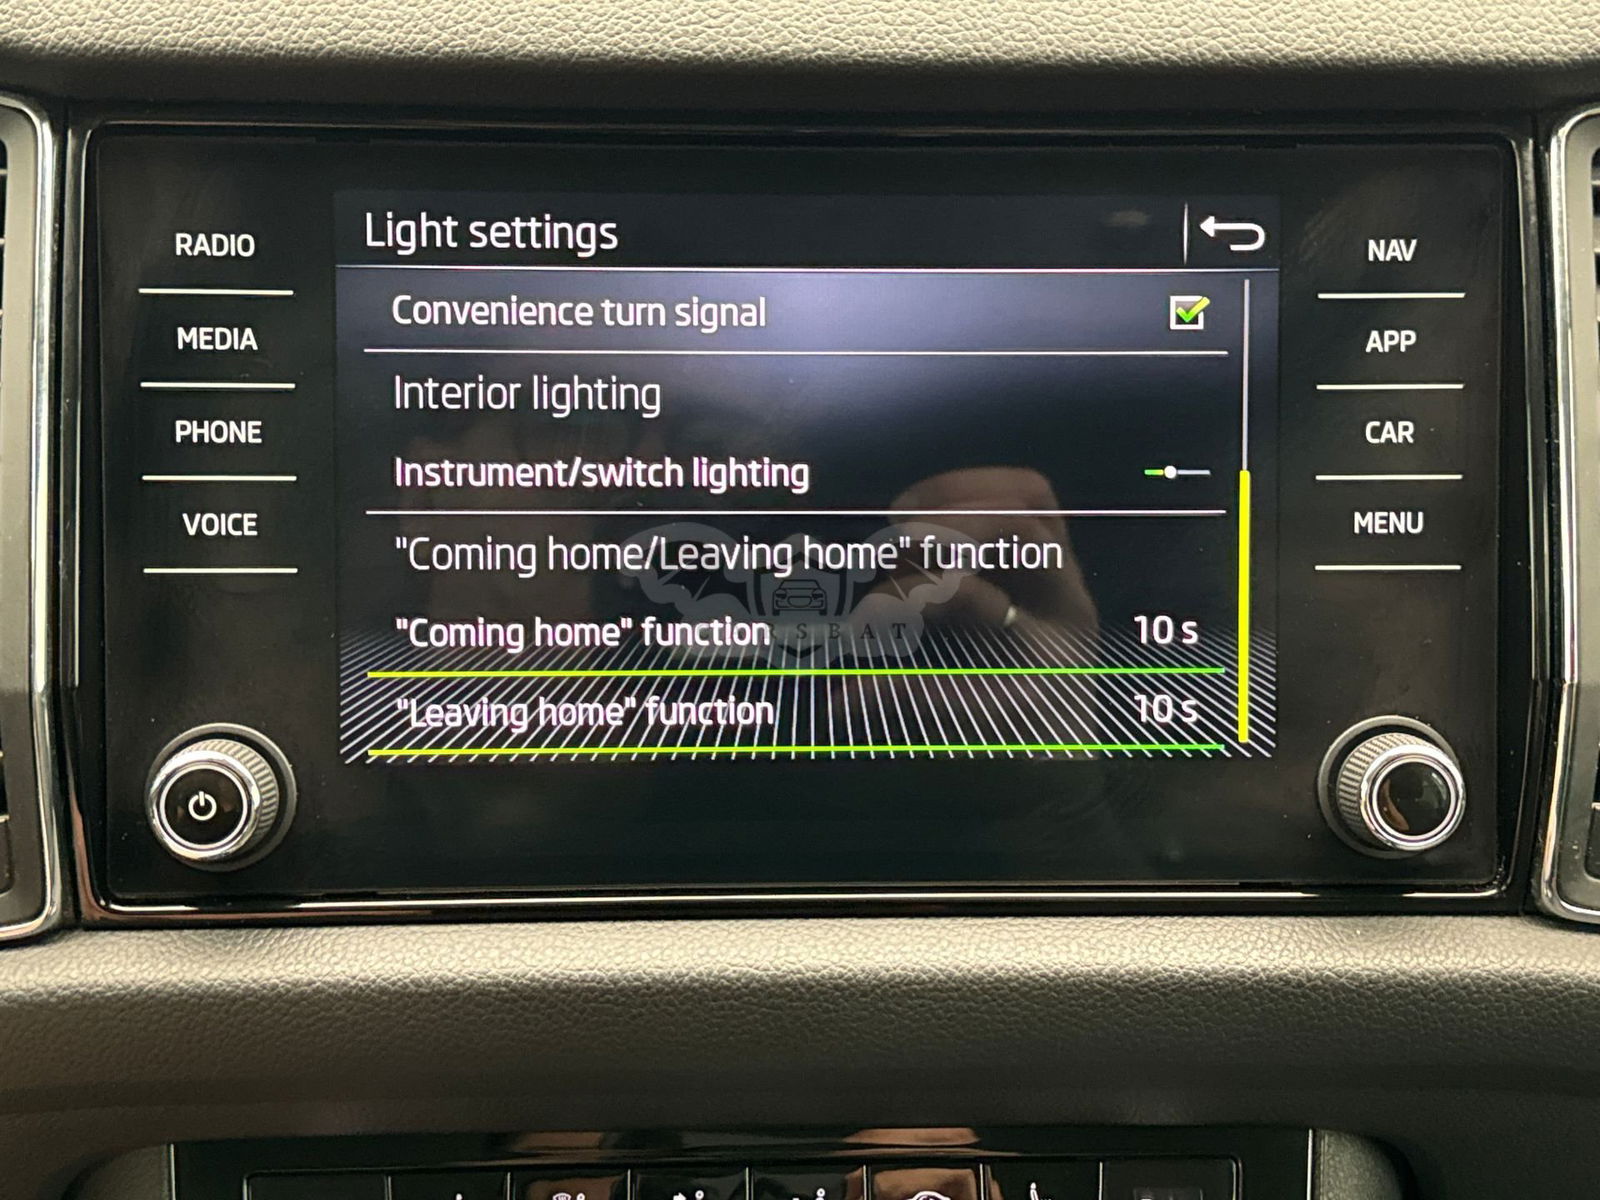 Light settings
Convenience turn signal
Interior lighting
Instrument/switch lighting
"Coming home/Leaving home" function
"Coming home" function 10 s
"Leaving home" function 10 s
RADIO
MEDIA
PHONE
VOICE
NAV
APP
CAR
MENU